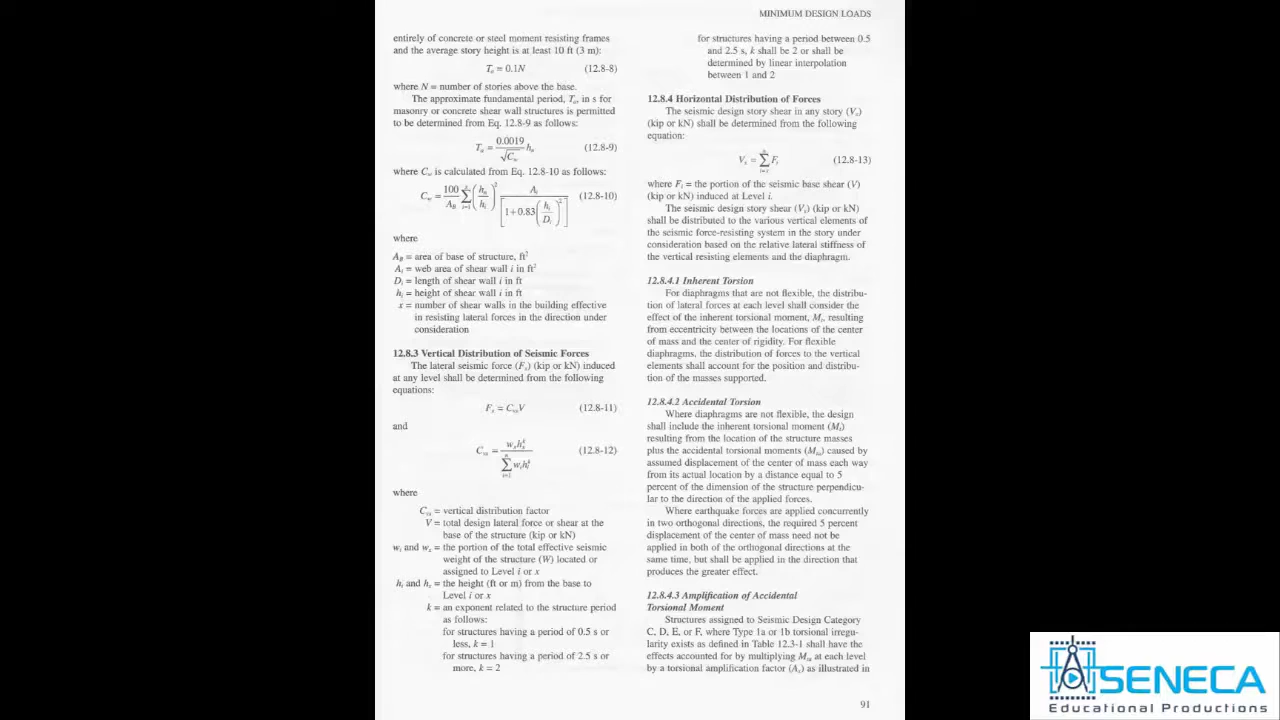 MINIMUM DESIGN LOADS
entirely of concrete or steel moment resisting frames
and the average story height is at least 10 ft (3 m):
Tₐ = 0.1N (12.8-8)
where N = number of stories above the base.
The approximate fundamental period, Tₐ, in s for
masonry or concrete shear wall structures is permitted
to be determined from Eq. 12.8-9 as follows:
Tₐ = 0.0019/√C_w hₙ (12.8-9)
where C_w is calculated from Eq. 12.8-10 as follows:
C_w = 100/A_B Σ_{i=1}^{x} (hₙ/hᵢ)² Aᵢ/[1+0.83(hᵢ/Dᵢ)²] (12.8-10)
where
A_B = area of base of structure, ft²
Aᵢ = web area of shear wall i in ft²
Dᵢ = length of shear wall i in ft
hᵢ = height of shear wall i in ft
x = number of shear walls in the building effective
in resisting lateral forces in the direction under
consideration
12.8.3 Vertical Distribution of Seismic Forces
The lateral seismic force (Fₓ) (kip or kN) induced
at any level shall be determined from the following
equations:
Fₓ = CᵥₓV (12.8-11)
and
Cᵥₓ = wₓhₓᵏ / Σ_{i=1}^{n} wᵢhᵢᵏ (12.8-12)
where
Cᵥₓ = vertical distribution factor
V = total design lateral force or shear at the
base of the structure (kip or kN)
wᵢ and wₓ = the portion of the total effective seismic
weight of the structure (W) located or
assigned to Level i or x
hᵢ and hₓ = the height (ft or m) from the base to
Level i or x
k = an exponent related to the structure period
as follows:
for structures having a period of 0.5 s or
less, k = 1
for structures having a period of 2.5 s or
more, k = 2
for structures having a period between 0.5
and 2.5 s, k shall be 2 or shall be
determined by linear interpolation
between 1 and 2
12.8.4 Horizontal Distribution of Forces
The seismic design story shear in any story (Vₓ)
(kip or kN) shall be determined from the following
equation:
Vₓ = Σ_{i=x}^{n} Fᵢ (12.8-13)
where Fᵢ = the portion of the seismic base shear (V)
(kip or kN) induced at Level i.
The seismic design story shear (Vₓ) (kip or kN)
shall be distributed to the various vertical elements of
the seismic force-resisting system in the story under
consideration based on the relative lateral stiffness of
the vertical resisting elements and the diaphragm.
12.8.4.1 Inherent Torsion
For diaphragms that are not flexible, the distribu-
tion of lateral forces at each level shall consider the
effect of the inherent torsional moment, Mₜ, resulting
from eccentricity between the locations of the center
of mass and the center of rigidity. For flexible
diaphragms, the distribution of forces to the vertical
elements shall account for the position and distribu-
tion of the masses supported.
12.8.4.2 Accidental Torsion
Where diaphragms are not flexible, the design
shall include the inherent torsional moment (Mₜ)
resulting from the location of the structure masses
plus the accidental torsional moments (Mₜₐ) caused by
assumed displacement of the center of mass each way
from its actual location by a distance equal to 5
percent of the dimension of the structure perpendicu-
lar to the direction of the applied forces.
Where earthquake forces are applied concurrently
in two orthogonal directions, the required 5 percent
displacement of the center of mass need not be
applied in both of the orthogonal directions at the
same time, but shall be applied in the direction that
produces the greater effect.
12.8.4.3 Amplification of Accidental
Torsional Moment
Structures assigned to Seismic Design Category
C, D, E, or F, where Type 1a or 1b torsional irregu-
larity exists as defined in Table 12.3-1 shall have the
effects accounted for by multiplying Mₜₐ at each level
by a torsional amplification factor (Aₓ) as illustrated in
91
SENECA
Educational Productions